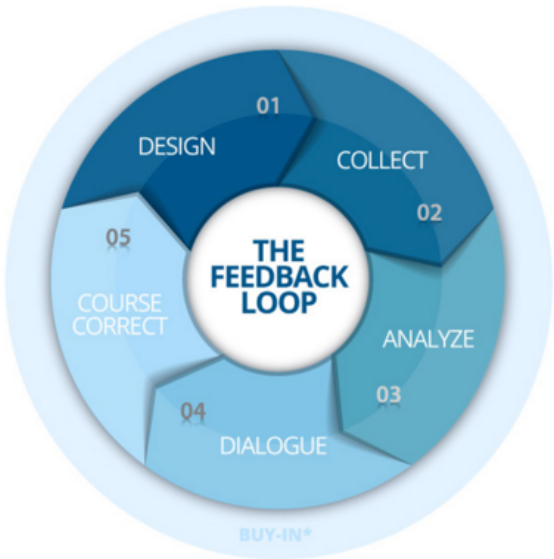 01
DESIGN
COLLECT
02
THE
FEEDBACK
LOOP
ANALYZE
03
04
DIALOGUE
05
COURSE
CORRECT
BUY-IN*